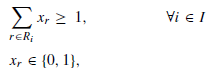 ∑_{r∈R_i} x_r ≥ 1, ∀i ∈ I
x_r ∈ {0, 1},